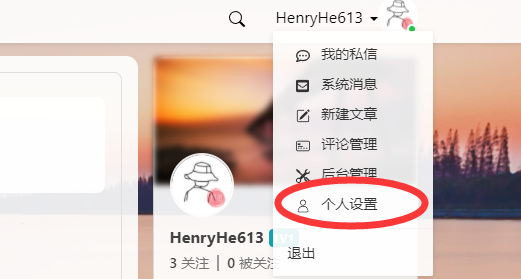 HenryHe613
我的私信
系统消息
新建文章
评论管理
后台管理
个人设置
HenryHe613
3 关注 | 0 被关注
退出